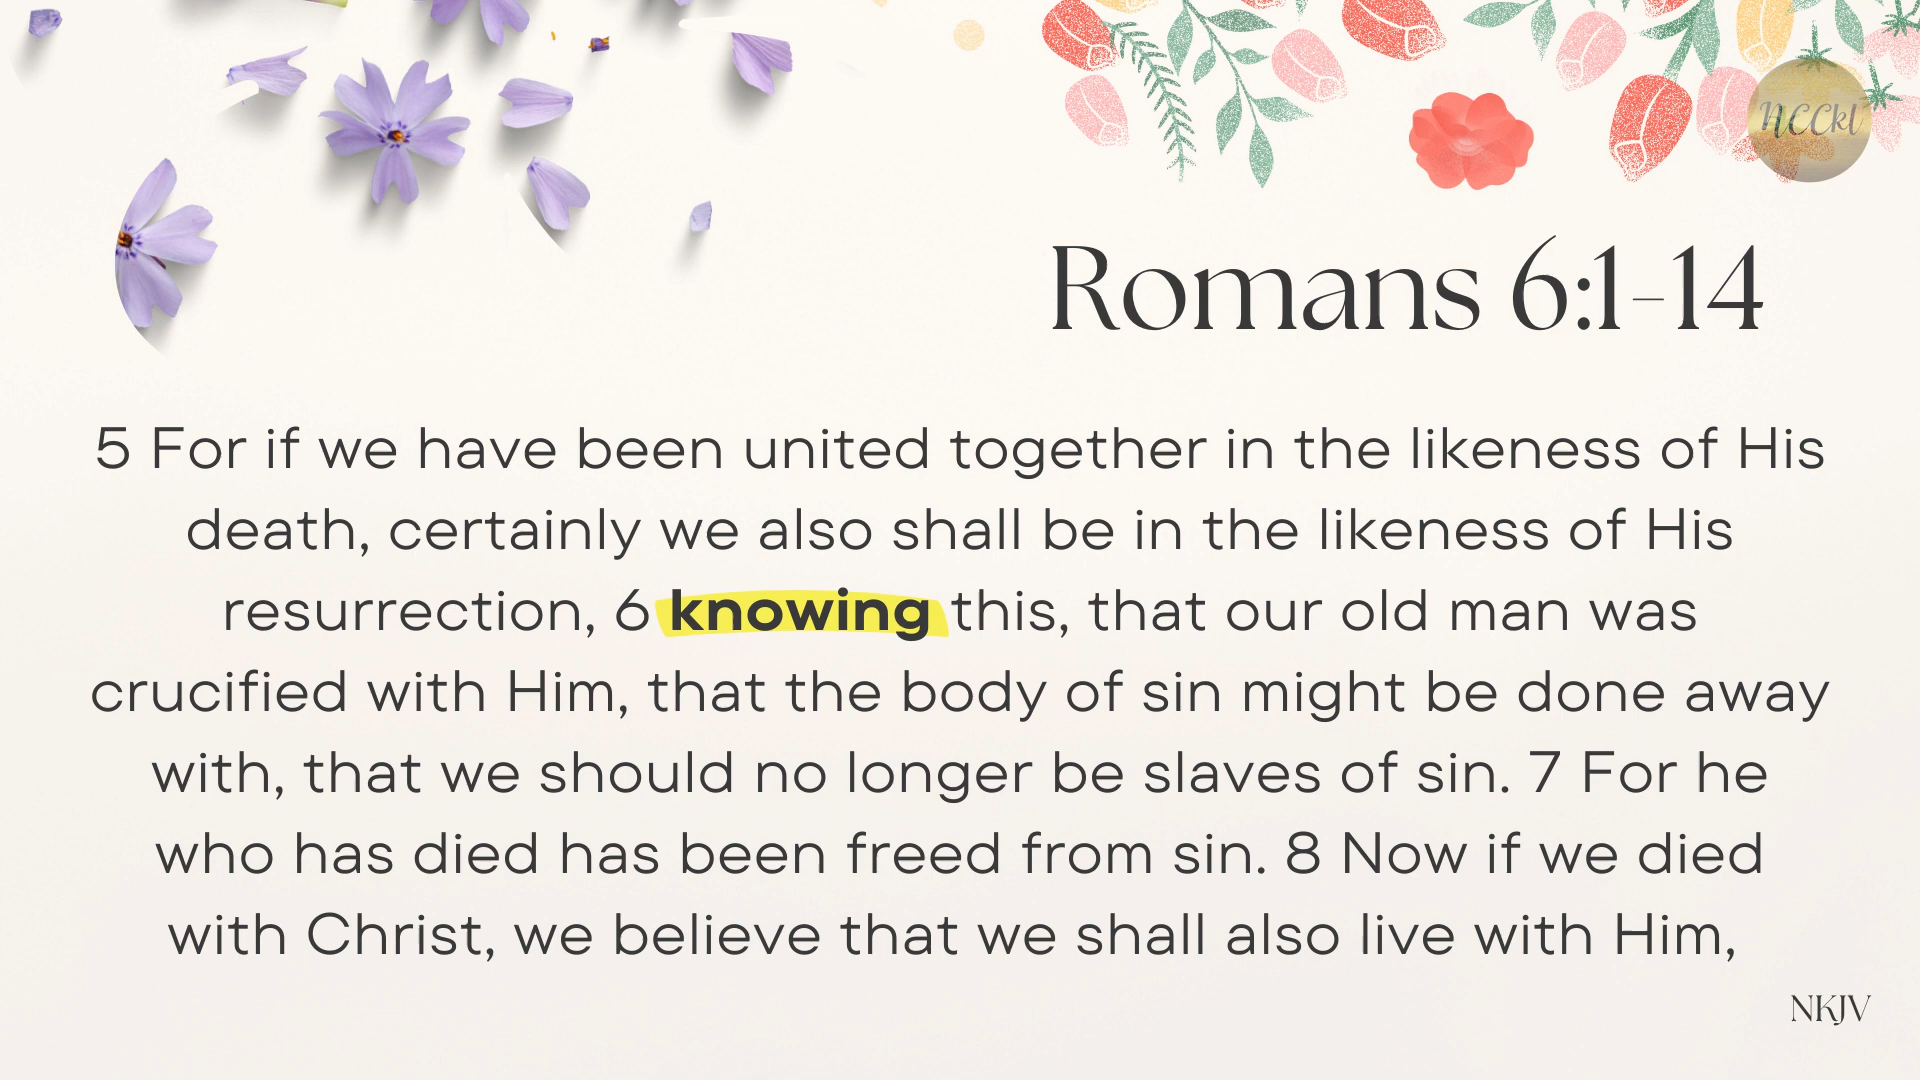 NCCkl
Romans 6:1-14
5 For if we have been united together in the likeness of His
death, certainly we also shall be in the likeness of His
resurrection, 6 knowing this, that our old man was
crucified with Him, that the body of sin might be done away
with, that we should no longer be slaves of sin. 7 For he
who has died has been freed from sin. 8 Now if we died
with Christ, we believe that we shall also live with Him,
NKJV